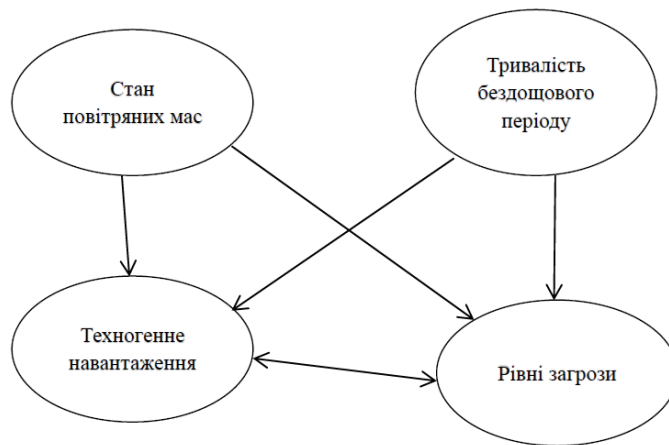 Стан
повітряних мас
Тривалість
бездощового
періоду
Техногенне
навантаження
Рівні загрози